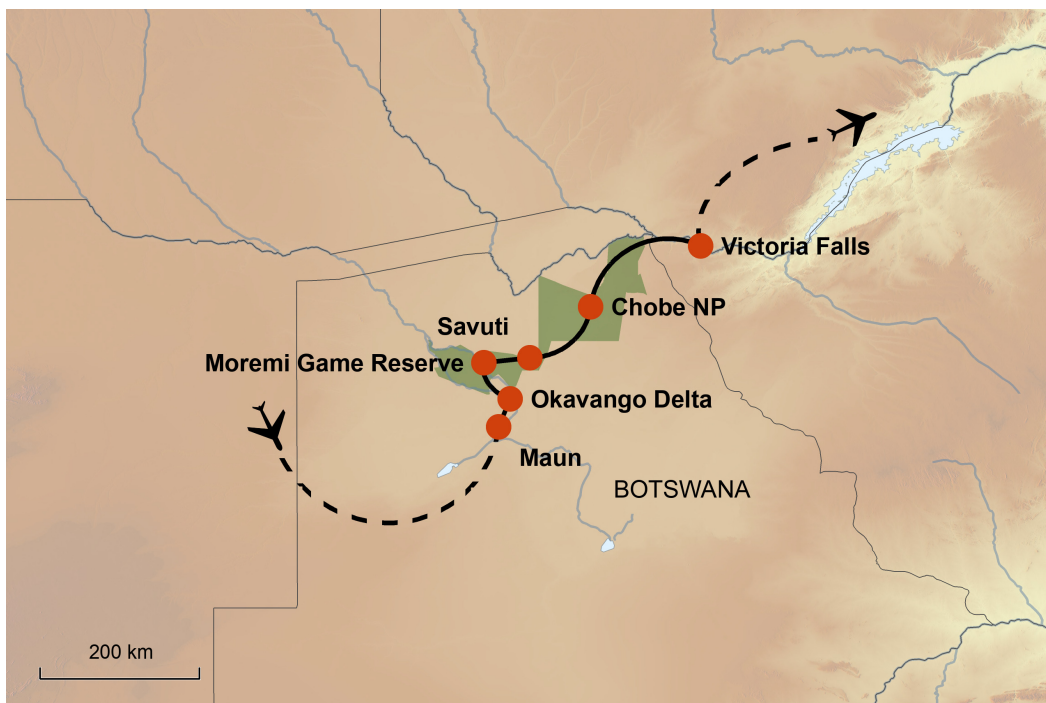 Victoria Falls
Chobe NP
Savuti
Moremi Game Reserve
Okavango Delta
Maun
BOTSWANA
200 km